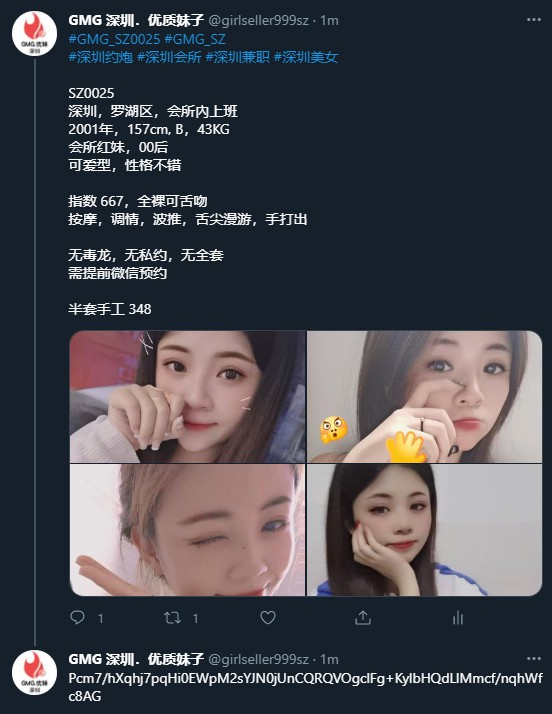 GMG 深圳．优质妹子 @girlseller999sz · 1m
#GMG_SZ0025 #GMG_SZ
#深圳约炮 #深圳会所 #深圳兼职 #深圳美女
SZ0025
深圳，罗湖区，会所内上班
2001年，157cm, B，43KG
会所红妹，00后
可爱型，性格不错
指数 667，全裸可舌吻
按摩，调情，波推，舌尖漫游，手打出
无毒龙，无私约，无全套
需提前微信预约
半套手工 348
1 1
GMG 深圳．优质妹子 @girlseller999sz · 1m